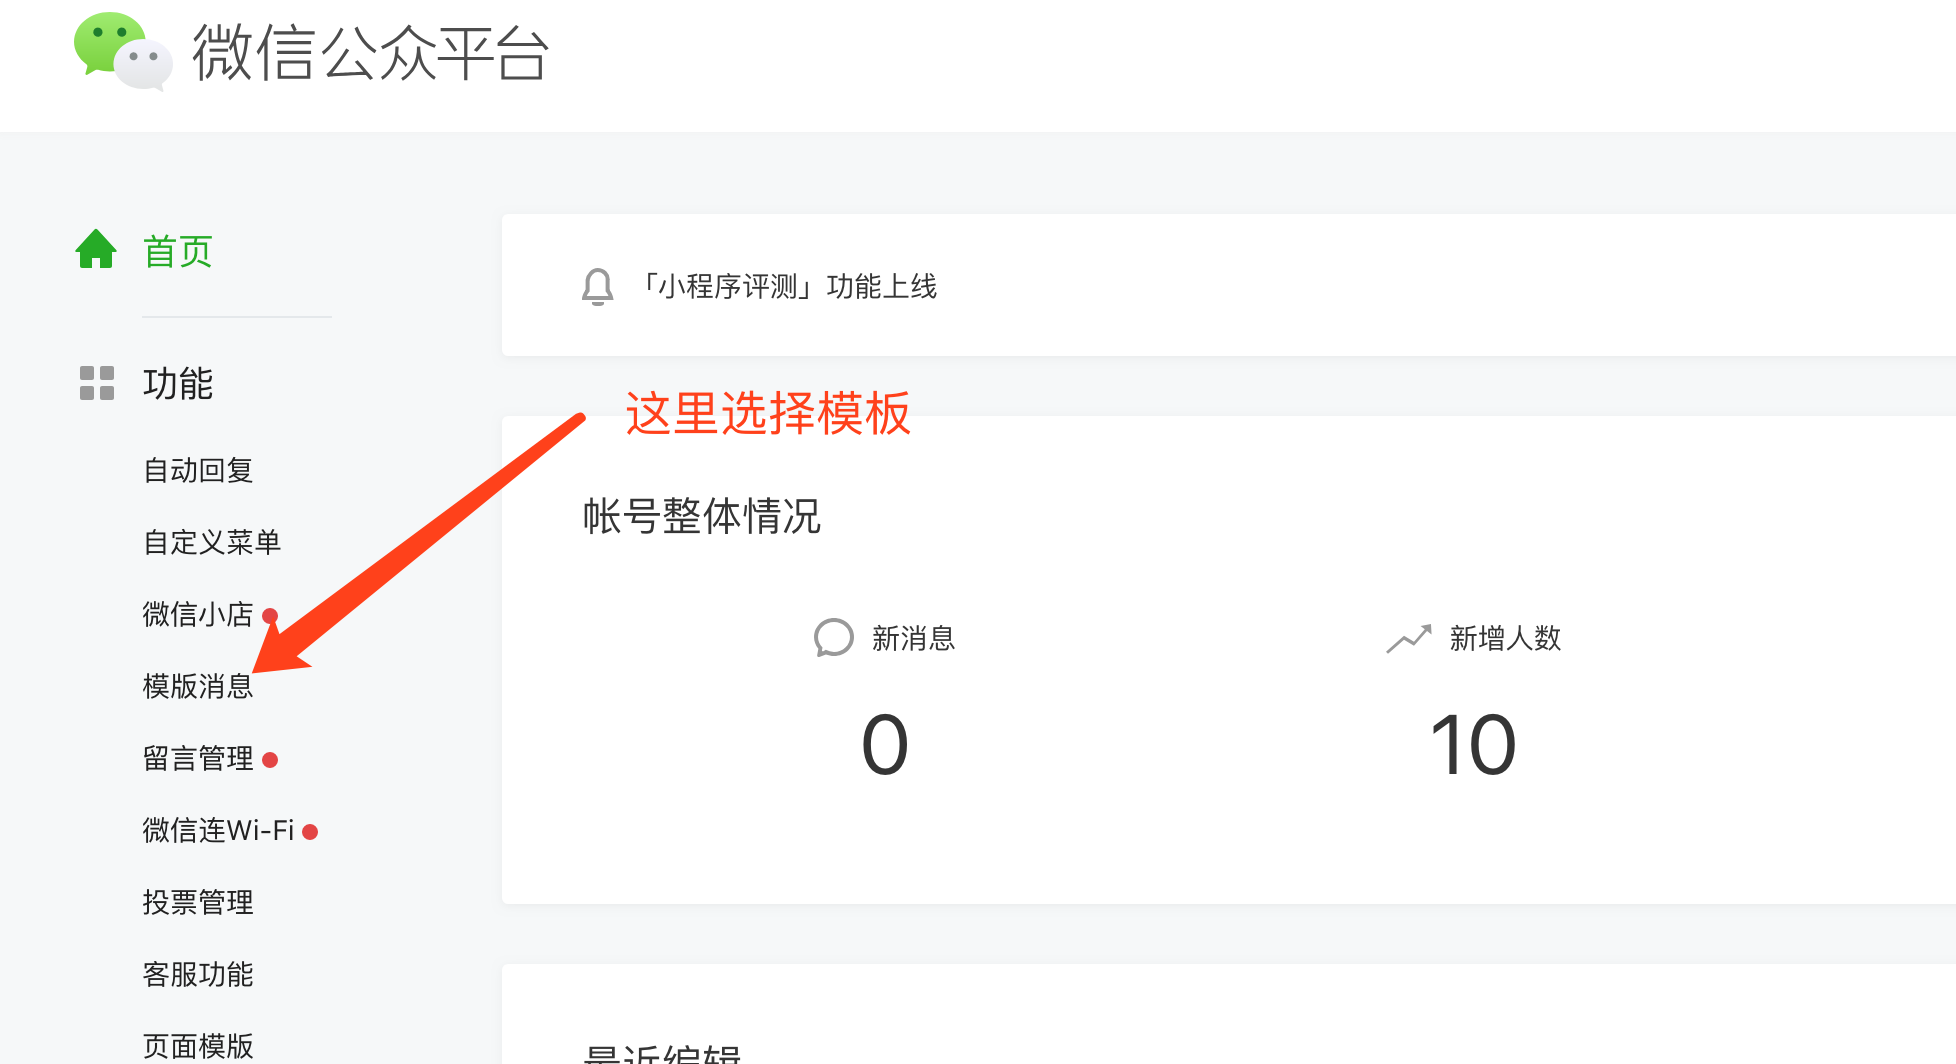 微信公众平台
首页
功能
自动回复
自定义菜单
微信小店
模版消息
留言管理
微信连Wi-Fi
投票管理
客服功能
页面模版
「小程序评测」功能上线
这里选择模板
帐号整体情况
新消息
0
新增人数
10
最近编辑